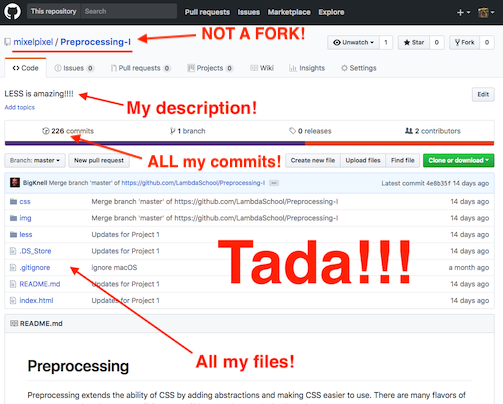 This repository Search Pull requests Issues Marketplace Explore
NOT A FORK!
mixelpixel / Preprocessing-I Unwatch 1 Star 0 Fork 0
Code Issues 0 Pull requests 0 Projects 0 Wiki Insights Settings
LESS is amazing!!!! Edit
Add topics
My description!
226 commits 1 branch 0 releases 2 contributors
ALL my commits!
Branch: master New pull request Create new file Upload files Find file Clone or download
BigKnell Merge branch 'master' of https://github.com/LambdaSchool/Preprocessing-I ... Latest commit 4e8b35f 14 days ago
css Merge branch 'master' of https://github.com/LambdaSchool/Preprocessing-I 14 days ago
img Merge branch 'master' of https://github.com/LambdaSchool/Preprocessing-I 14 days ago
less Updates for Project 1 14 days ago
.DS_Store Updates for Project 1 14 days ago
.gitignore ignore macOS a month ago
README.md Updates for Project 1 14 days ago
index.html Updates for Project 1 14 days ago
Tada!!!
README.md
All my files!
Preprocessing
Preprocessing extends the ability of CSS by adding abstractions and making CSS easier to use. There are many flavors of